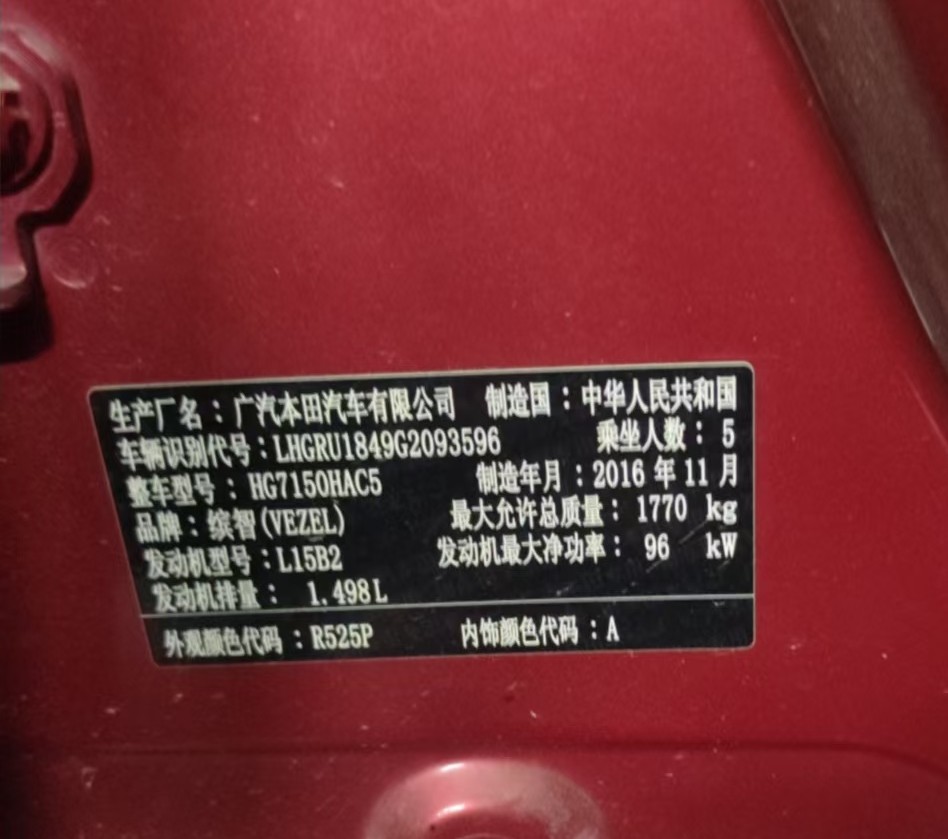 生产厂名：广汽本田汽车有限公司 制造国：中华人民共和国
车辆识别代号：LHGRU1849G2093596 乘坐人数：5
整车型号：HG7150HAC5 制造年月：2016 年 11 月
品牌：缤智(VEZEL) 最大允许总质量：1770 kg
发动机型号：L15B2 发动机最大净功率：96 kW
发动机排量：1.498L
外观颜色代码：R525P 内饰颜色代码：A